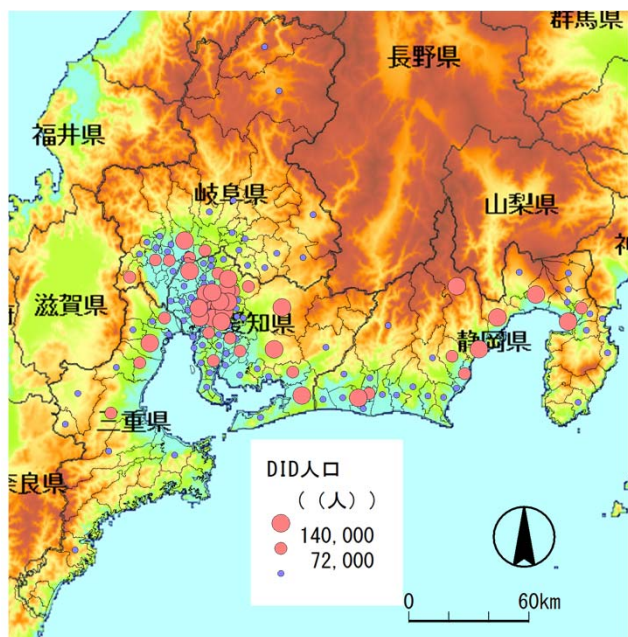 群馬県
長野県
福井県
岐阜県
山梨県
神
滋賀県
愛知県
静岡県
三重県
奈良県
DID人口
（（人））
140,000
72,000
0
60km